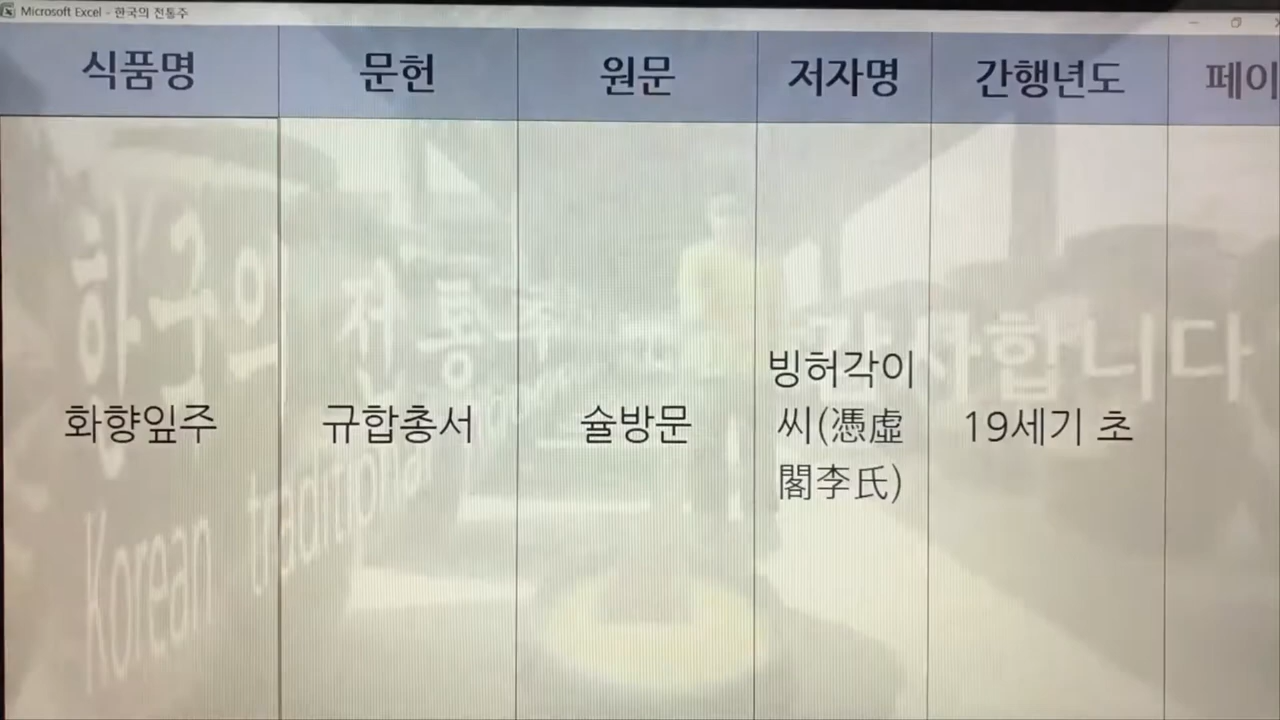 Microsoft Excel - 한국의 전통주
식품명 문헌 원문 저자명 간행년도 페이
화향잎주 규합총서 슐방문 빙허각이씨(憑虛閣李氏) 19세기 초
한국의 전통주
감사합니다
Korean traditional